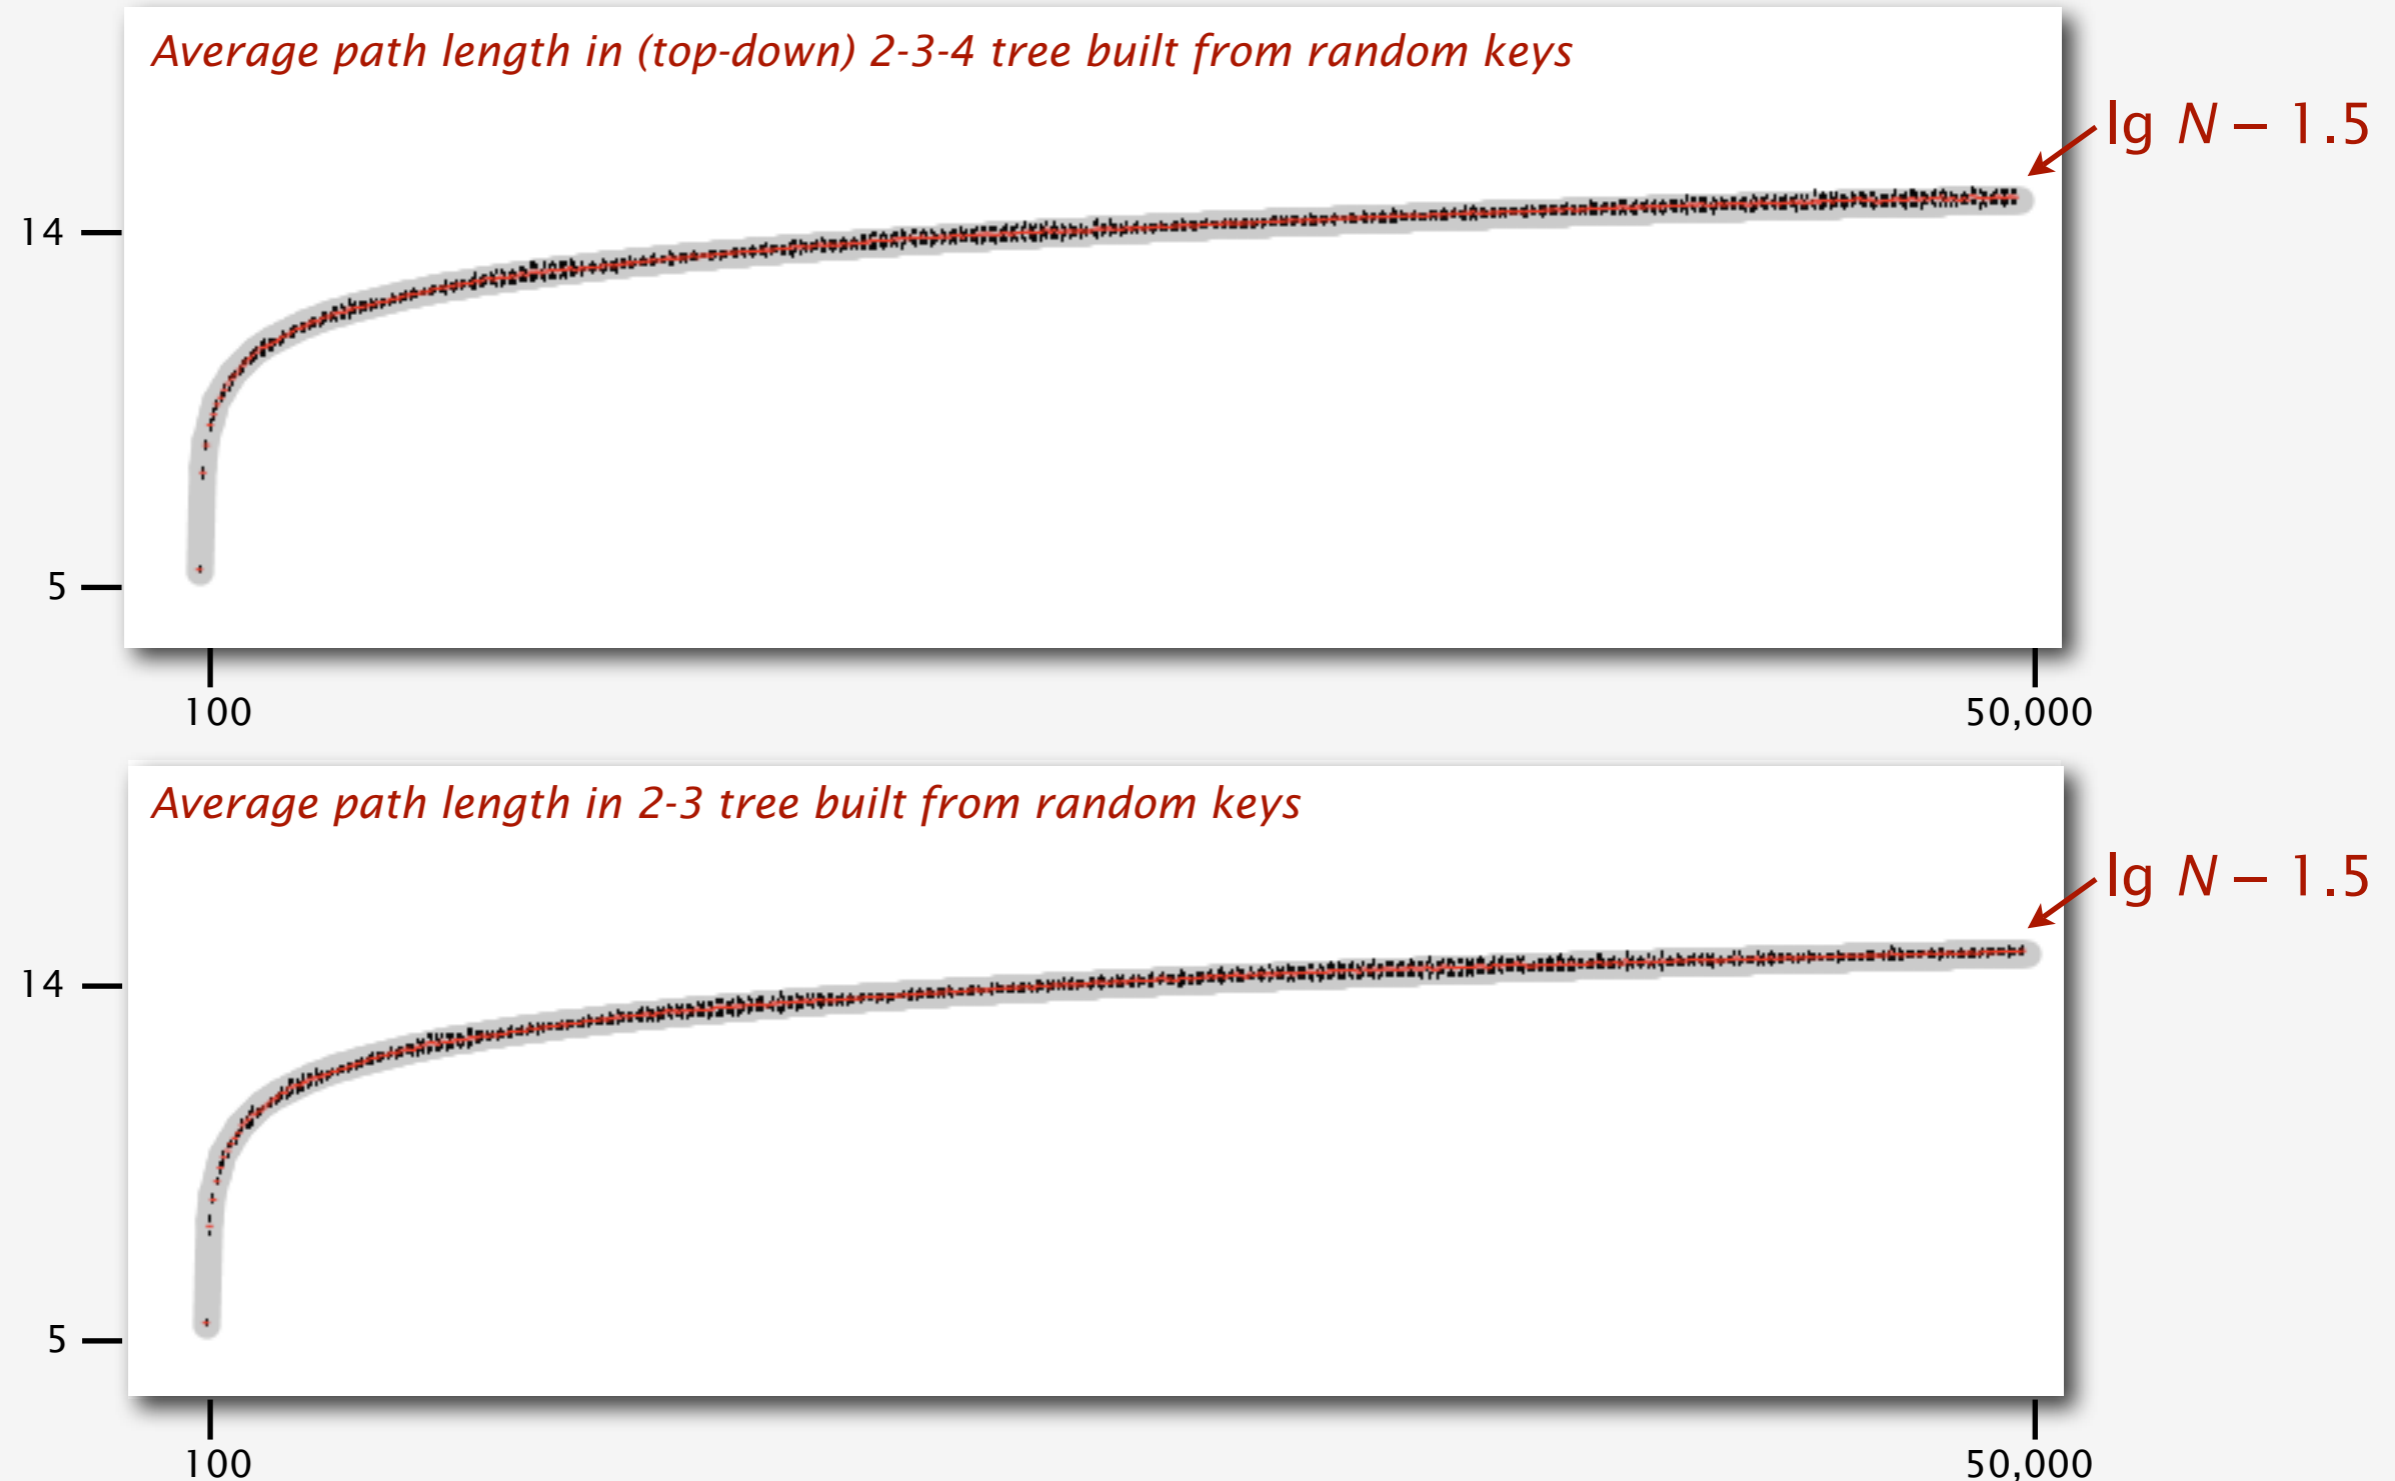 Average path length in (top-down) 2-3-4 tree built from random keys
lg N – 1.5
14
5
100
50,000
Average path length in 2-3 tree built from random keys
lg N – 1.5
14
5
100
50,000